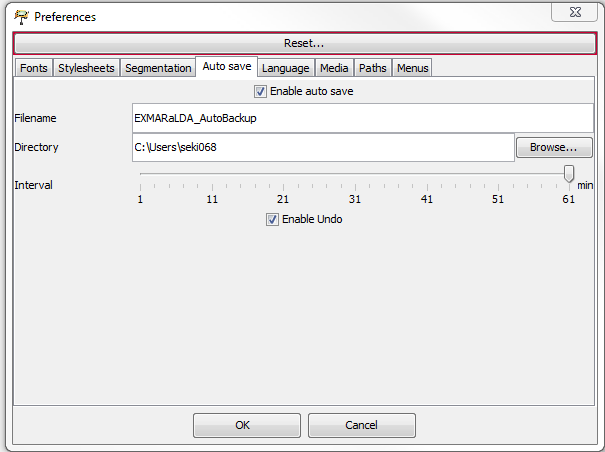 Preferences
Reset...
Fonts Stylesheets Segmentation Auto save Language Media Paths Menus
Enable auto save
Filename EXMARaLDA_AutoBackup
Directory C:\Users\seki068 Browse...
Interval min
1 11 21 31 41 51 61
Enable Undo
OK Cancel